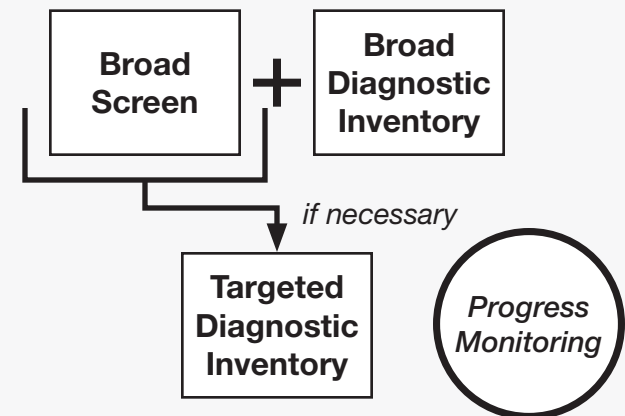 Broad
Screen
+
Broad
Diagnostic
Inventory
if necessary
Targeted
Diagnostic
Inventory
Progress
Monitoring